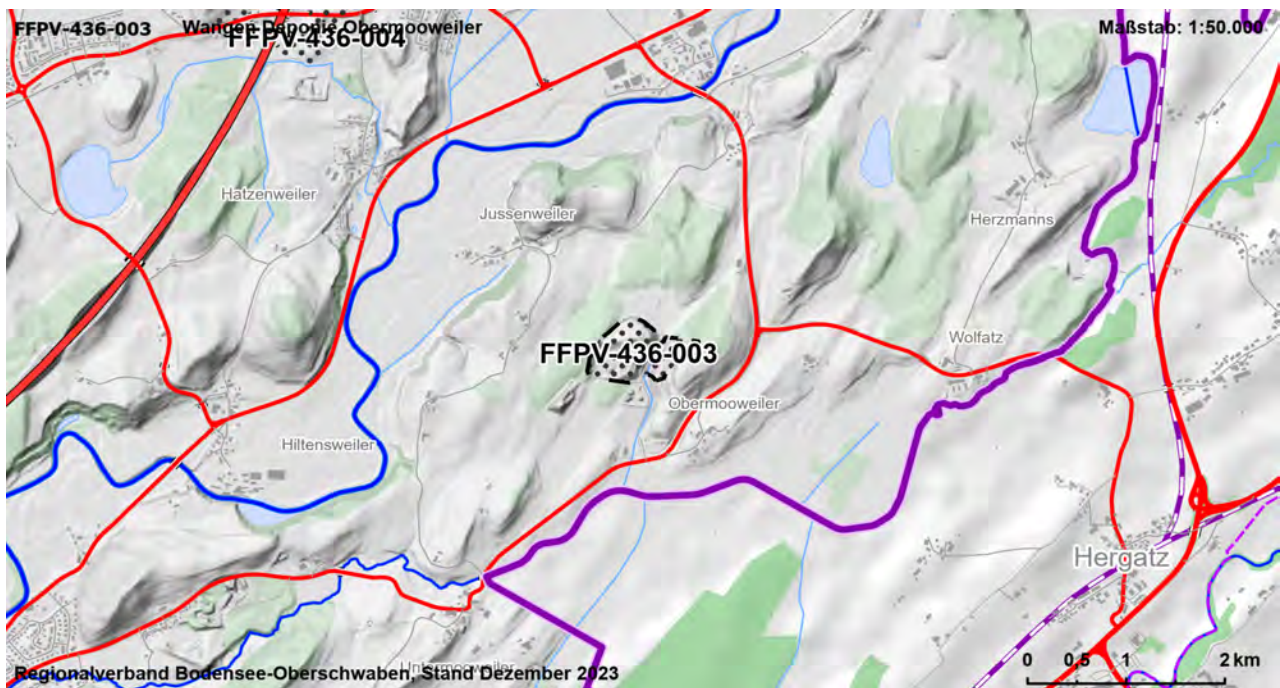 FFPV-436-003 Wangen Deponie Obermooweiler Maßstab: 1:50.000
FFPV-436-004
Hatzenweiler
Jussenweiler
Herzmanns
Wolfatz
FFPV-436-003
Obermooweiler
Hiltensweiler
Hergatz
Untermooweiler
0 0,5 1 2 km
Regionalverband Bodensee-Oberschwaben, Stand Dezember 2023